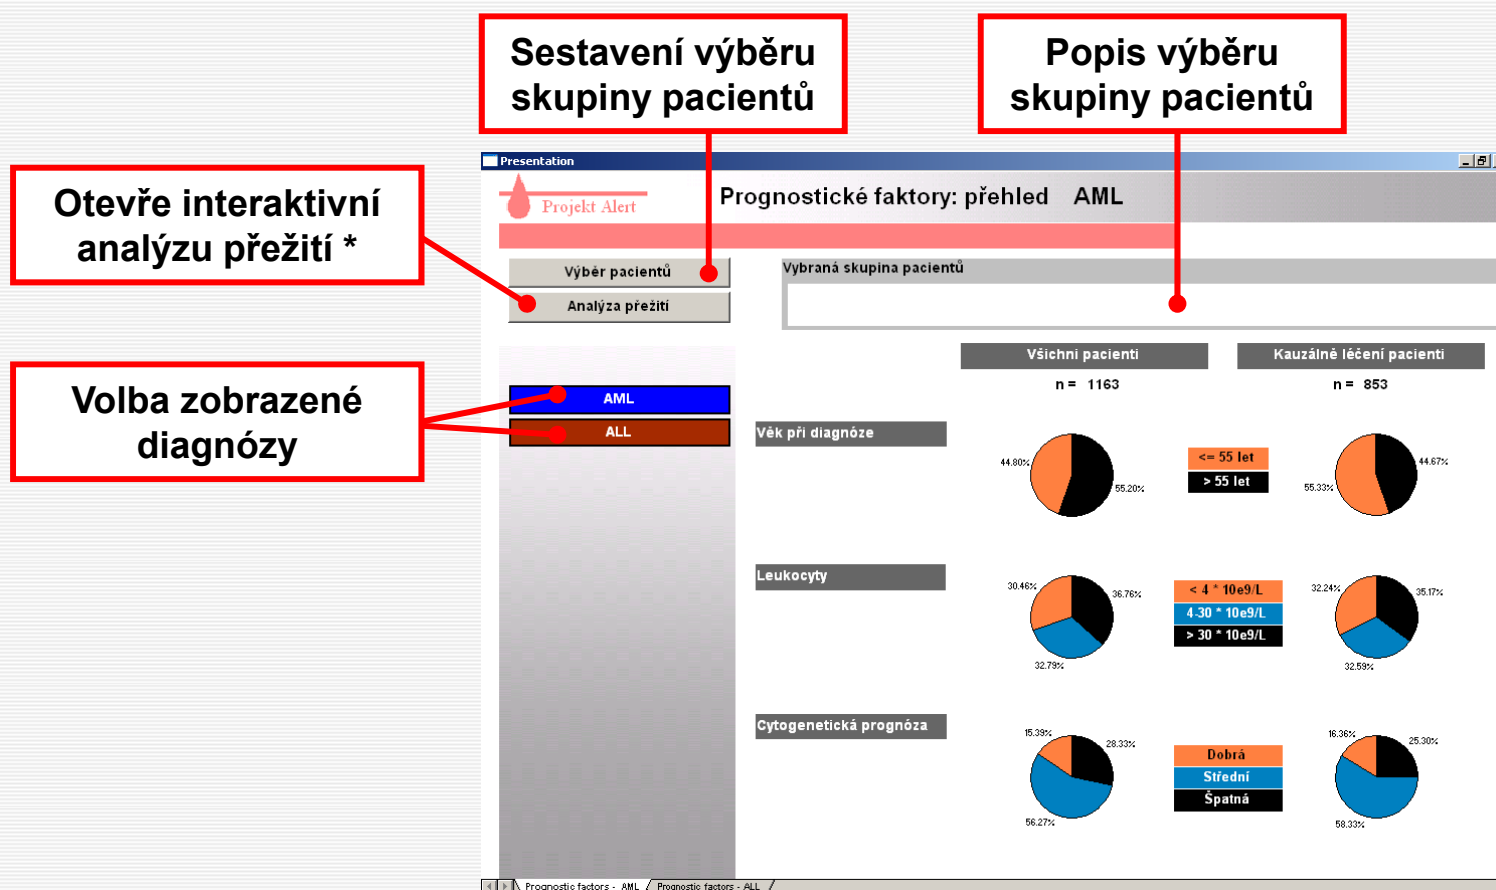 Sestavení výběru
skupiny pacientů
Popis výběru
skupiny pacientů
Otevře interaktivní
analýzu přežití *
Volba zobrazené
diagnózy
Presentation
Projekt Alert
Prognostické faktory: přehled AML
Výběr pacientů
Analýza přežití
Vybraná skupina pacientů
AML
ALL
Všichni pacienti
Kauzálně léčení pacienti
n = 1163
n = 853
Věk při diagnóze
44.80%
55.20%
<= 55 let
> 55 let
55.33%
44.67%
Leukocyty
30.46%
36.76%
32.79%
< 4 * 10e9/L
4-30 * 10e9/L
> 30 * 10e9/L
32.24%
35.17%
32.59%
Cytogenetická prognóza
15.39%
28.33%
56.27%
Dobrá
Střední
Špatná
16.36%
25.30%
58.33%
Prognostic factors - AML
Prognostic factors - ALL